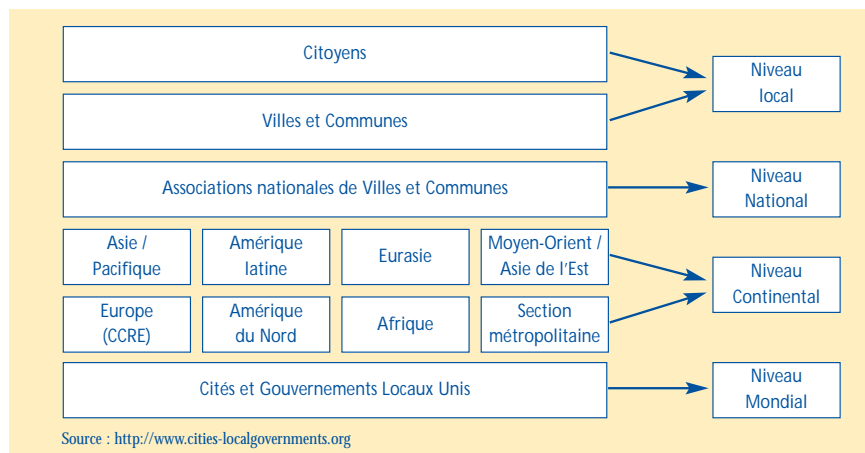 Citoyens
Niveau
local
Villes et Communes
Associations nationales de Villes et Communes
Niveau
National
Asie /
Pacifique
Amérique
latine
Eurasie
Moyen-Orient /
Asie de l'Est
Niveau
Continental
Europe
(CCRE)
Amérique
du Nord
Afrique
Section
métropolitaine
Cités et Gouvernements Locaux Unis
Niveau
Mondial
Source : http://www.cities-localgovernments.org